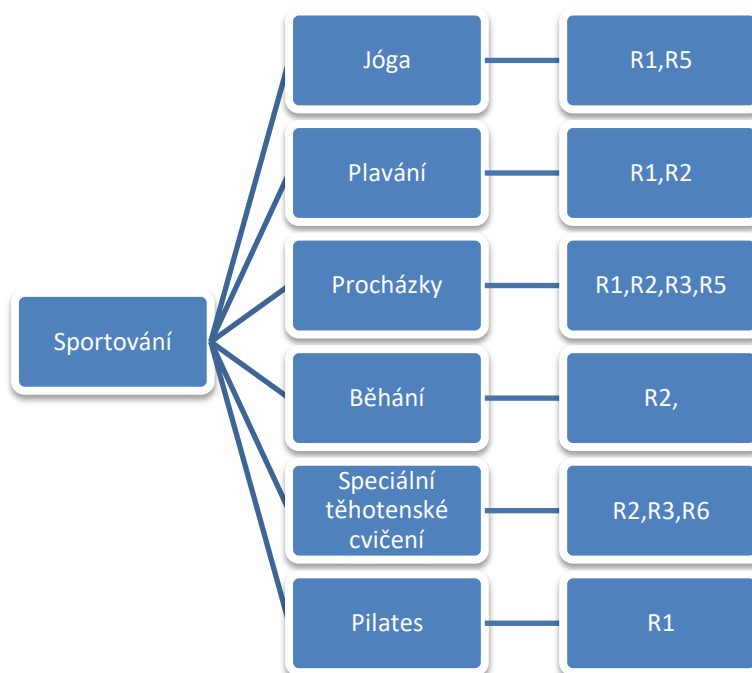 Sportování
Jóga
R1,R5
Plavání
R1,R2
Procházky
R1,R2,R3,R5
Běhání
R2,
Speciální
těhotenské
cvičení
R2,R3,R6
Pilates
R1